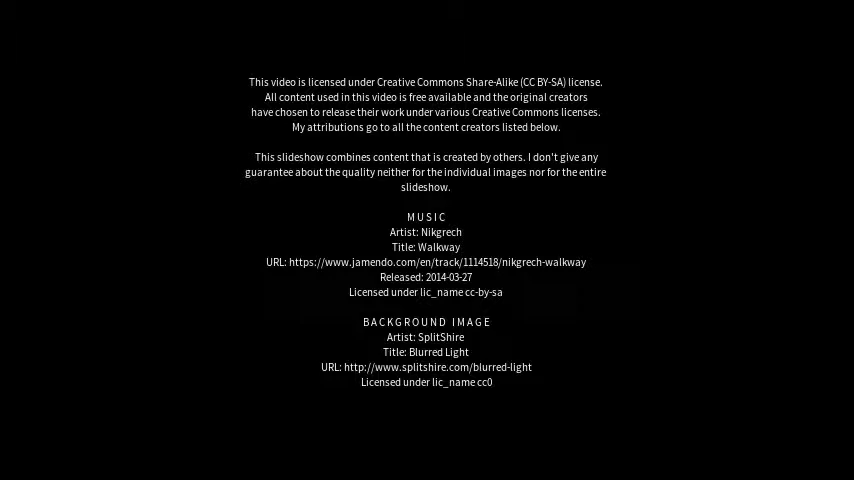 This video is licensed under Creative Commons Share-Alike (CC BY-SA) license.
All content used in this video is free available and the original creators
have chosen to release their work under various Creative Commons licenses.
My attributions go to all the content creators listed below.
This slideshow combines content that is created by others. I don't give any
guarantee about the quality neither for the individual images nor for the entire
slideshow.
MUSIC
Artist: Nikgrech
Title: Walkway
URL: https://www.jamendo.com/en/track/1114518/nikgrech-walkway
Released: 2014-03-27
Licensed under lic_name cc-by-sa
BACKGROUND IMAGE
Artist: SplitShire
Title: Blurred Light
URL: http://www.splitshire.com/blurred-light
Licensed under lic_name cc0